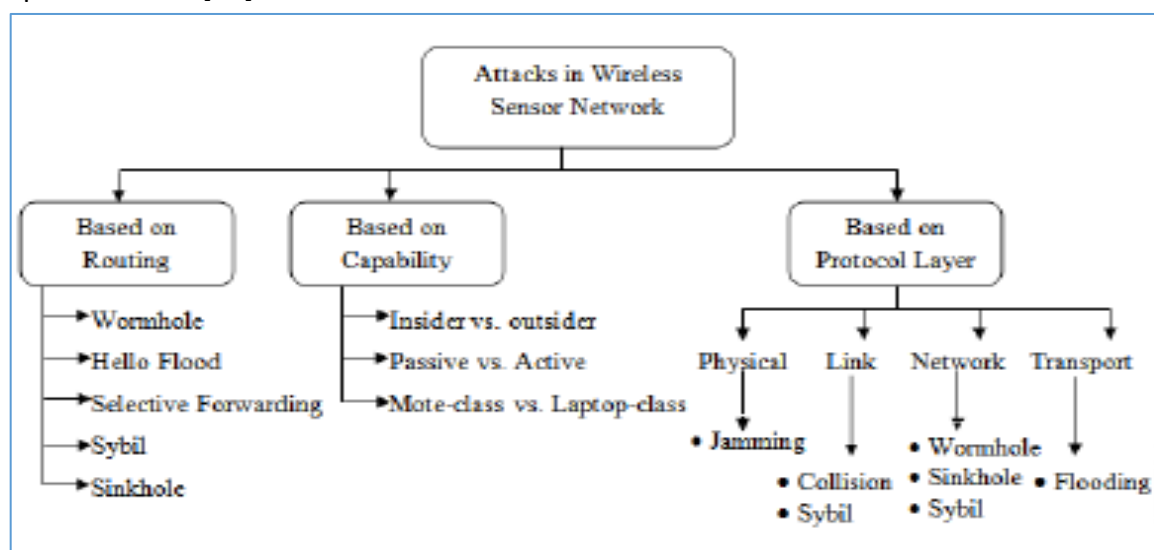 Attacks in Wireless
Sensor Network
Based on
Routing
Based on
Capability
Based on
Protocol Layer
Wormhole
Hello Flood
Selective Forwarding
Sybil
Sinkhole
Insider vs. outsider
Passive vs. Active
Mote-class vs. Laptop-class
Physical
Link
Network
Transport
• Jamming
• Collision
• Sybil
• Wormhole
• Sinkhole
• Sybil
• Flooding